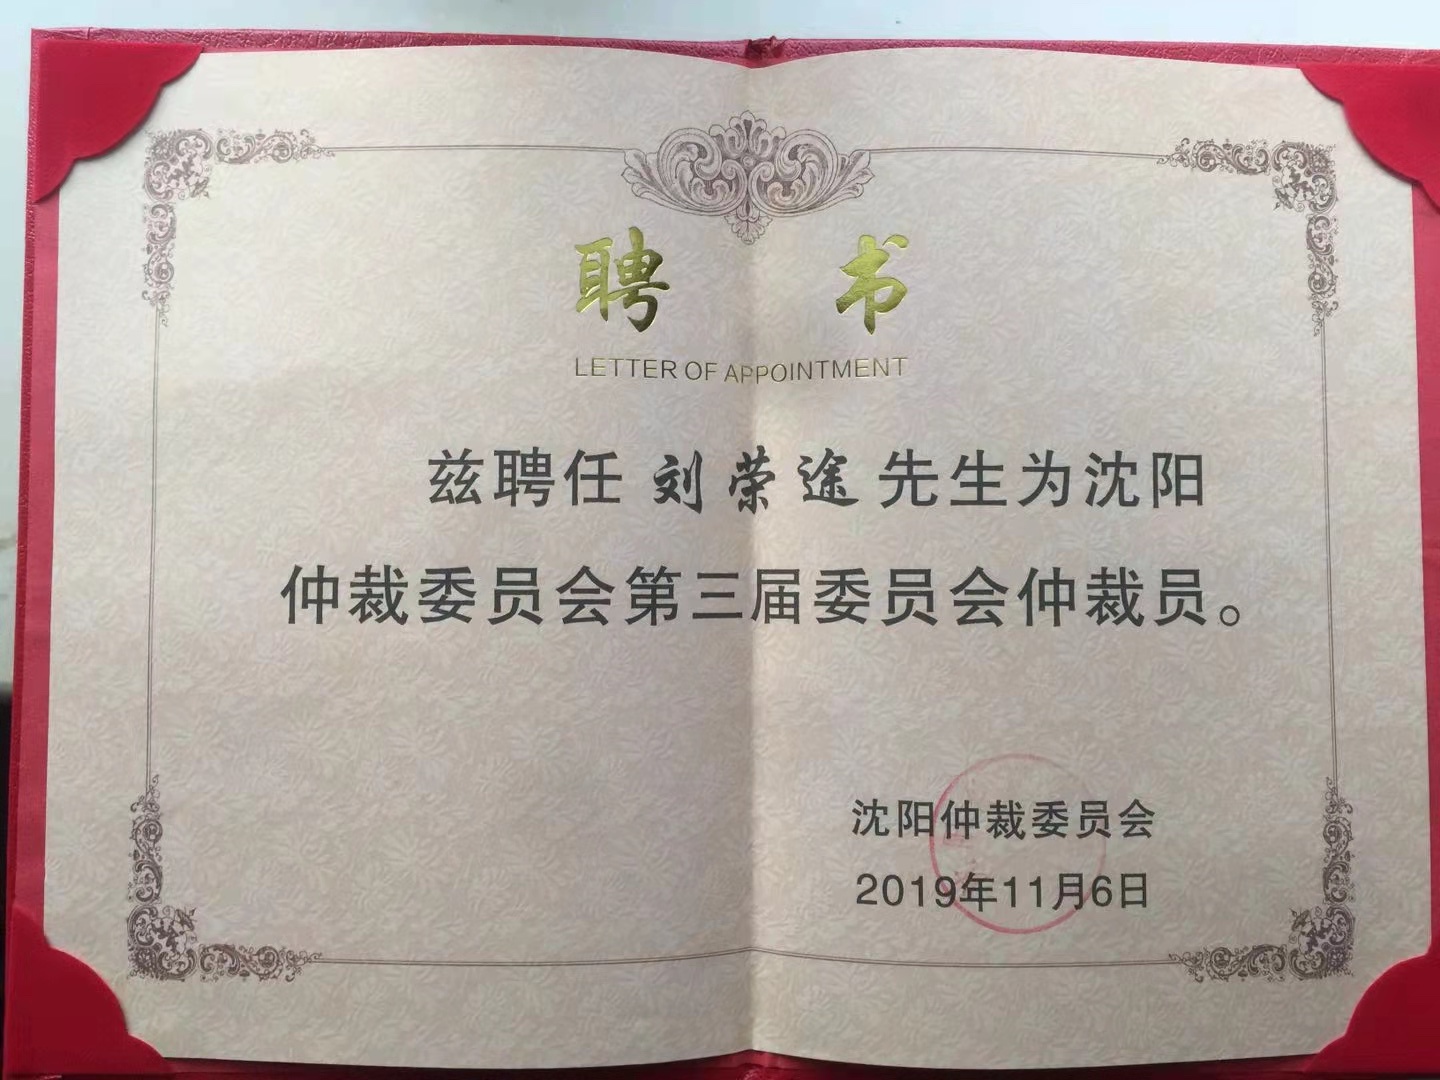 聘 书
LETTER OF APPOINTMENT
兹聘任 刘荣途 先生为沈阳
仲裁委员会第三届委员会仲裁员。
沈阳仲裁委员会
2019年11月6日